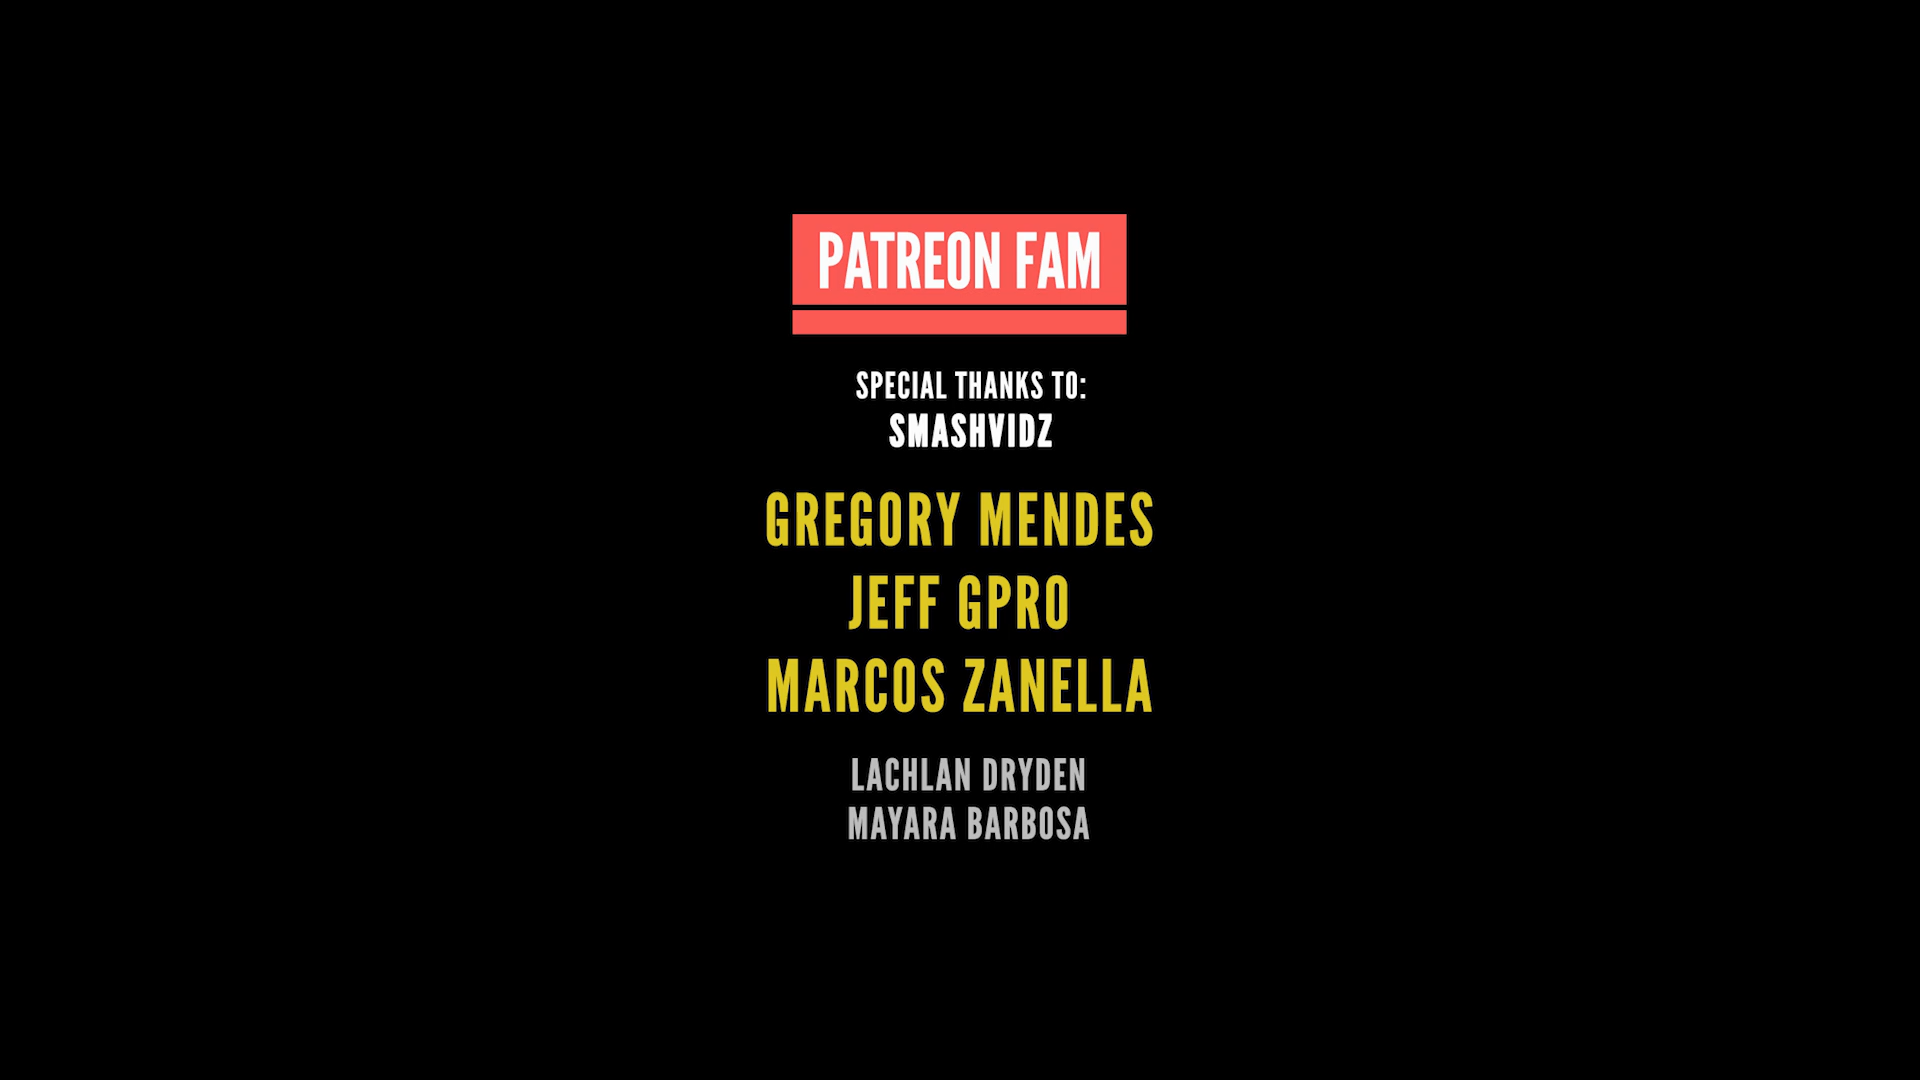 PATREON FAM
SPECIAL THANKS TO:
SMASHVIDZ
GREGORY MENDES
JEFF GPRO
MARCOS ZANELLA
LACHLAN DRYDEN
MAYARA BARBOSA